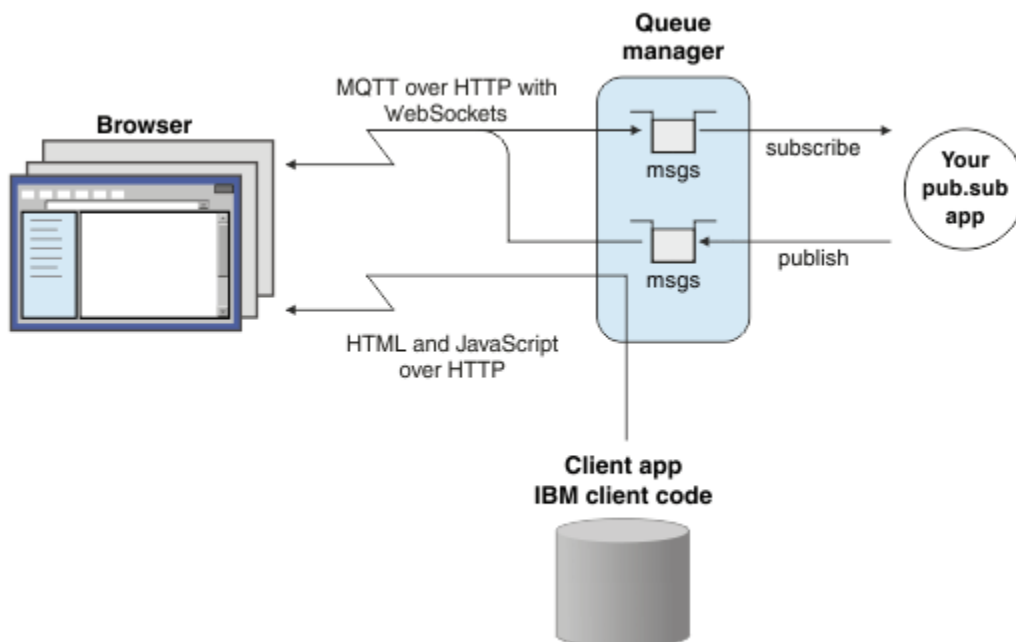 Queue
manager
MQTT over HTTP with
WebSockets
Browser
msgs
subscribe
Your
pub.sub
app
publish
msgs
HTML and JavaScript
over HTTP
Client app
IBM client code